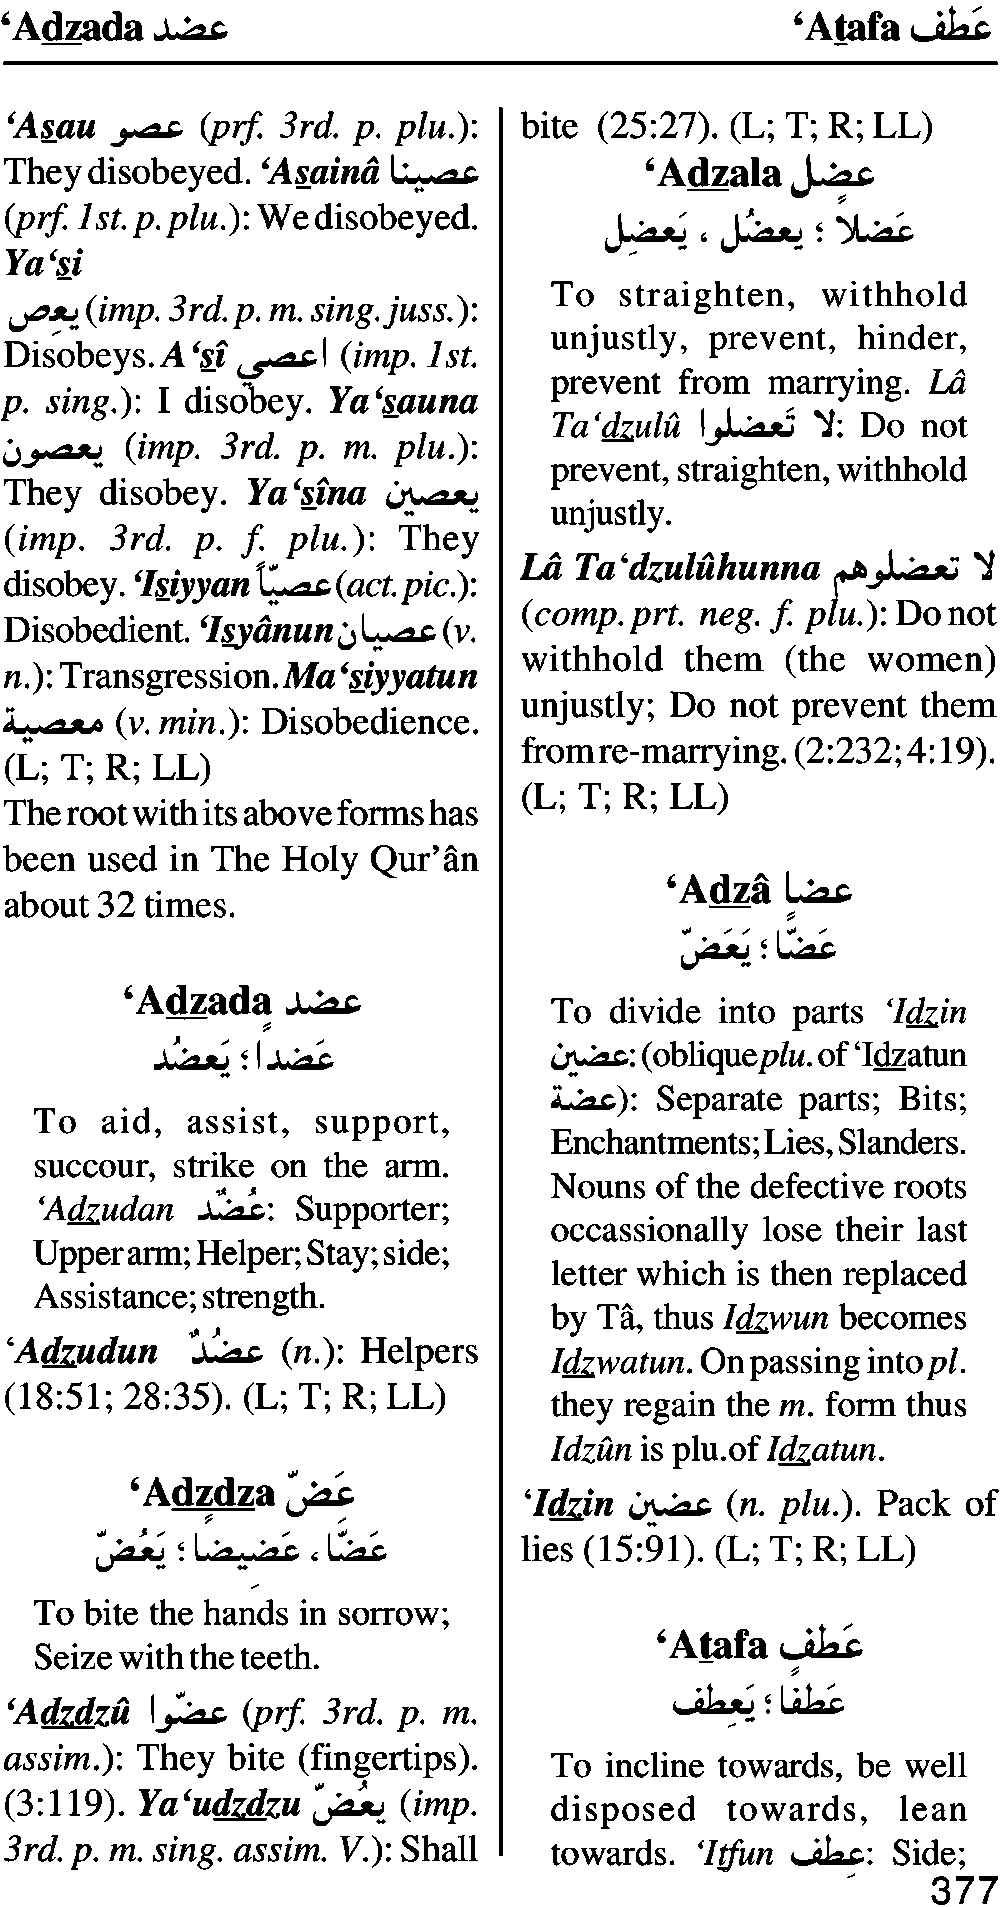 ‘Adzada عضد ‘Atafa عَطف
‘Asau عصو (prf. 3rd. p. plu.):
They disobeyed. ‘Asainâ عصينا
(prf. 1st. p. plu.): We disobeyed.
Ya‘si
يعصِ (imp. 3rd. p. m. sing. juss.):
Disobeys. A‘sî اعصي (imp. 1st.
p. sing.): I disobey. Ya‘sauna
يعصون (imp. 3rd. p. m. plu.):
They disobey. Ya‘sîna يعصين
(imp. 3rd. p. f. plu.): They
disobey. ‘Isiyyan عصيّاً (act. pic.):
Disobedient. ‘Isyânun عصيان (v.
n.): Transgression. Ma‘siyyatun
معصية (v. min.): Disobedience.
(L; T; R; LL)
The root with its above forms has
been used in The Holy Qur’ân
about 32 times.
‘Adzada عضد
عَضداً ؛ يَعضُد
To aid, assist, support,
succour, strike on the arm.
‘Adzudan عَضُدٌ: Supporter;
Upper arm; Helper; Stay; side;
Assistance; strength.
‘Adzudun عضُدٌ (n.): Helpers
(18:51; 28:35). (L; T; R; LL)
‘Adzdza عَضّ
عَضَّا ، عَضيضا ؛ يَعُضّ
To bite the hands in sorrow;
Seize with the teeth.
‘Adzdzû عضّوا (prf. 3rd. p. m.
assim.): They bite (fingertips).
(3:119). Ya‘udzdzu يعُضّ (imp.
3rd. p. m. sing. assim. V.): Shall
bite (25:27). (L; T; R; LL)
‘Adzala عضل
عَضلاً ؛ يعضُل ، يَعضِل
To straighten, withhold
unjustly, prevent, hinder,
prevent from marrying. Lâ
Ta‘dzulû لا تَعضلوا: Do not
prevent, straighten, withhold
unjustly.
Lâ Ta‘dzulûhunna لا تعضلوهم
(comp. prt. neg. f. plu.): Do not
withhold them (the women)
unjustly; Do not prevent them
from re-marrying. (2:232; 4:19).
(L; T; R; LL)
‘Adzâ عضا
عَضًّا ؛ يَعَضّ
To divide into parts ‘Idzin
عضين: (oblique plu. of ‘Idzatun
عضة): Separate parts; Bits;
Enchantments; Lies, Slanders.
Nouns of the defective roots
occassionally lose their last
letter which is then replaced
by Tâ, thus Idzwun becomes
Idzwatun. On passing into pl.
they regain the m. form thus
Idzûn is plu.of Idzatun.
‘Idzin عضين (n. plu.). Pack of
lies (15:91). (L; T; R; LL)
‘Atafa عَطف
عَطفًا ؛ يَعطِف
To incline towards, be well
disposed towards, lean
towards. ‘Itfun عِطف: Side;
377